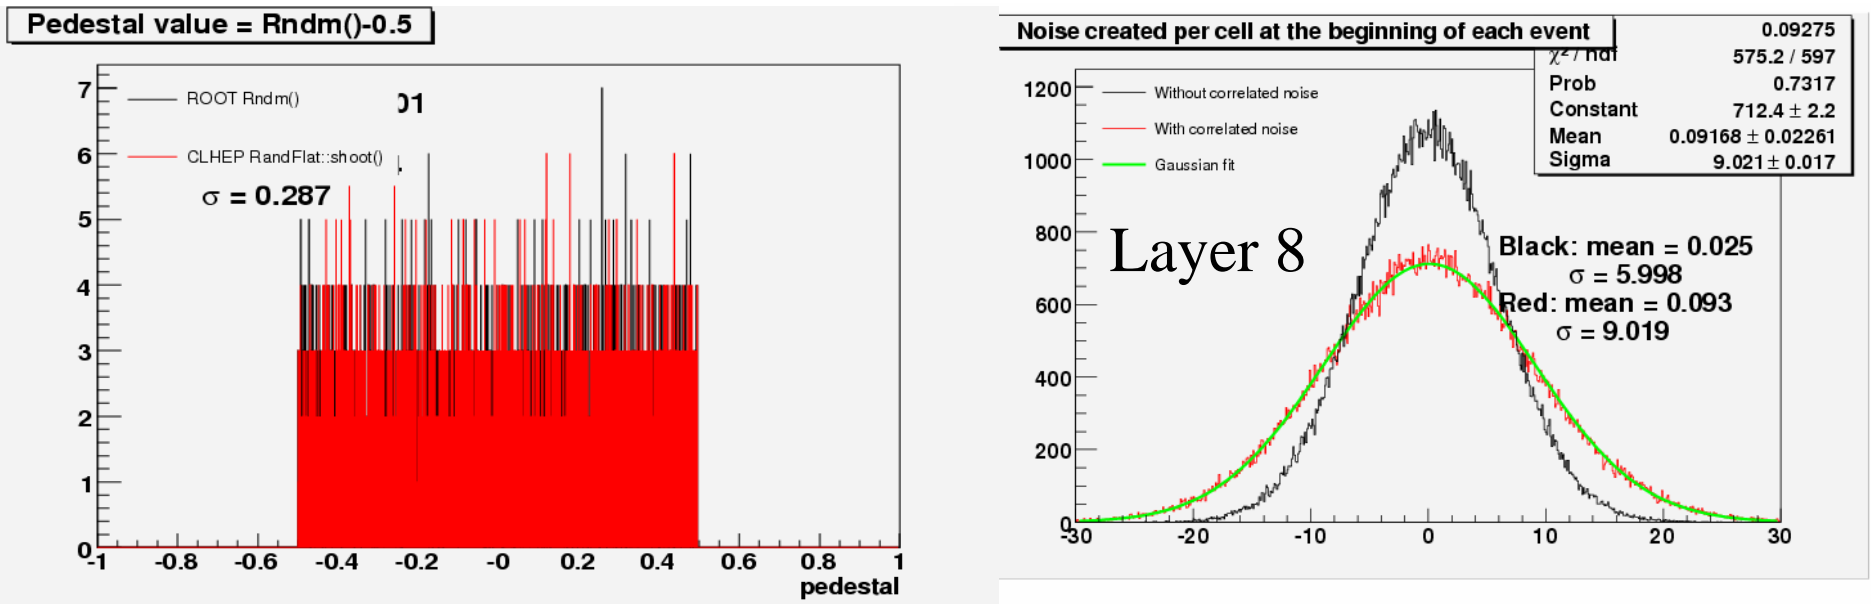 Pedestal value = Rndm()-0.5
7
6
5
4
3
2
1
0
ROOT Rndm()
01
CLHEP RandFlat::shoot()
σ = 0.287
-1 -0.8 -0.6 -0.4 -0.2 -0 0.2 0.4 0.6 0.8 1
pedestal
Noise created per cell at the beginning of each event
0.09275
χ² / ndf 575.2 / 597
Prob 0.7317
Constant 712.4 ± 2.2
Mean 0.09168 ± 0.02261
Sigma 9.021 ± 0.017
1200
1000
800
600
400
200
0
Without correlated noise
With correlated noise
Gaussian fit
Layer 8
Black: mean = 0.025
σ = 5.998
Red: mean = 0.093
σ = 9.019
-30 -20 -10 0 10 20 30